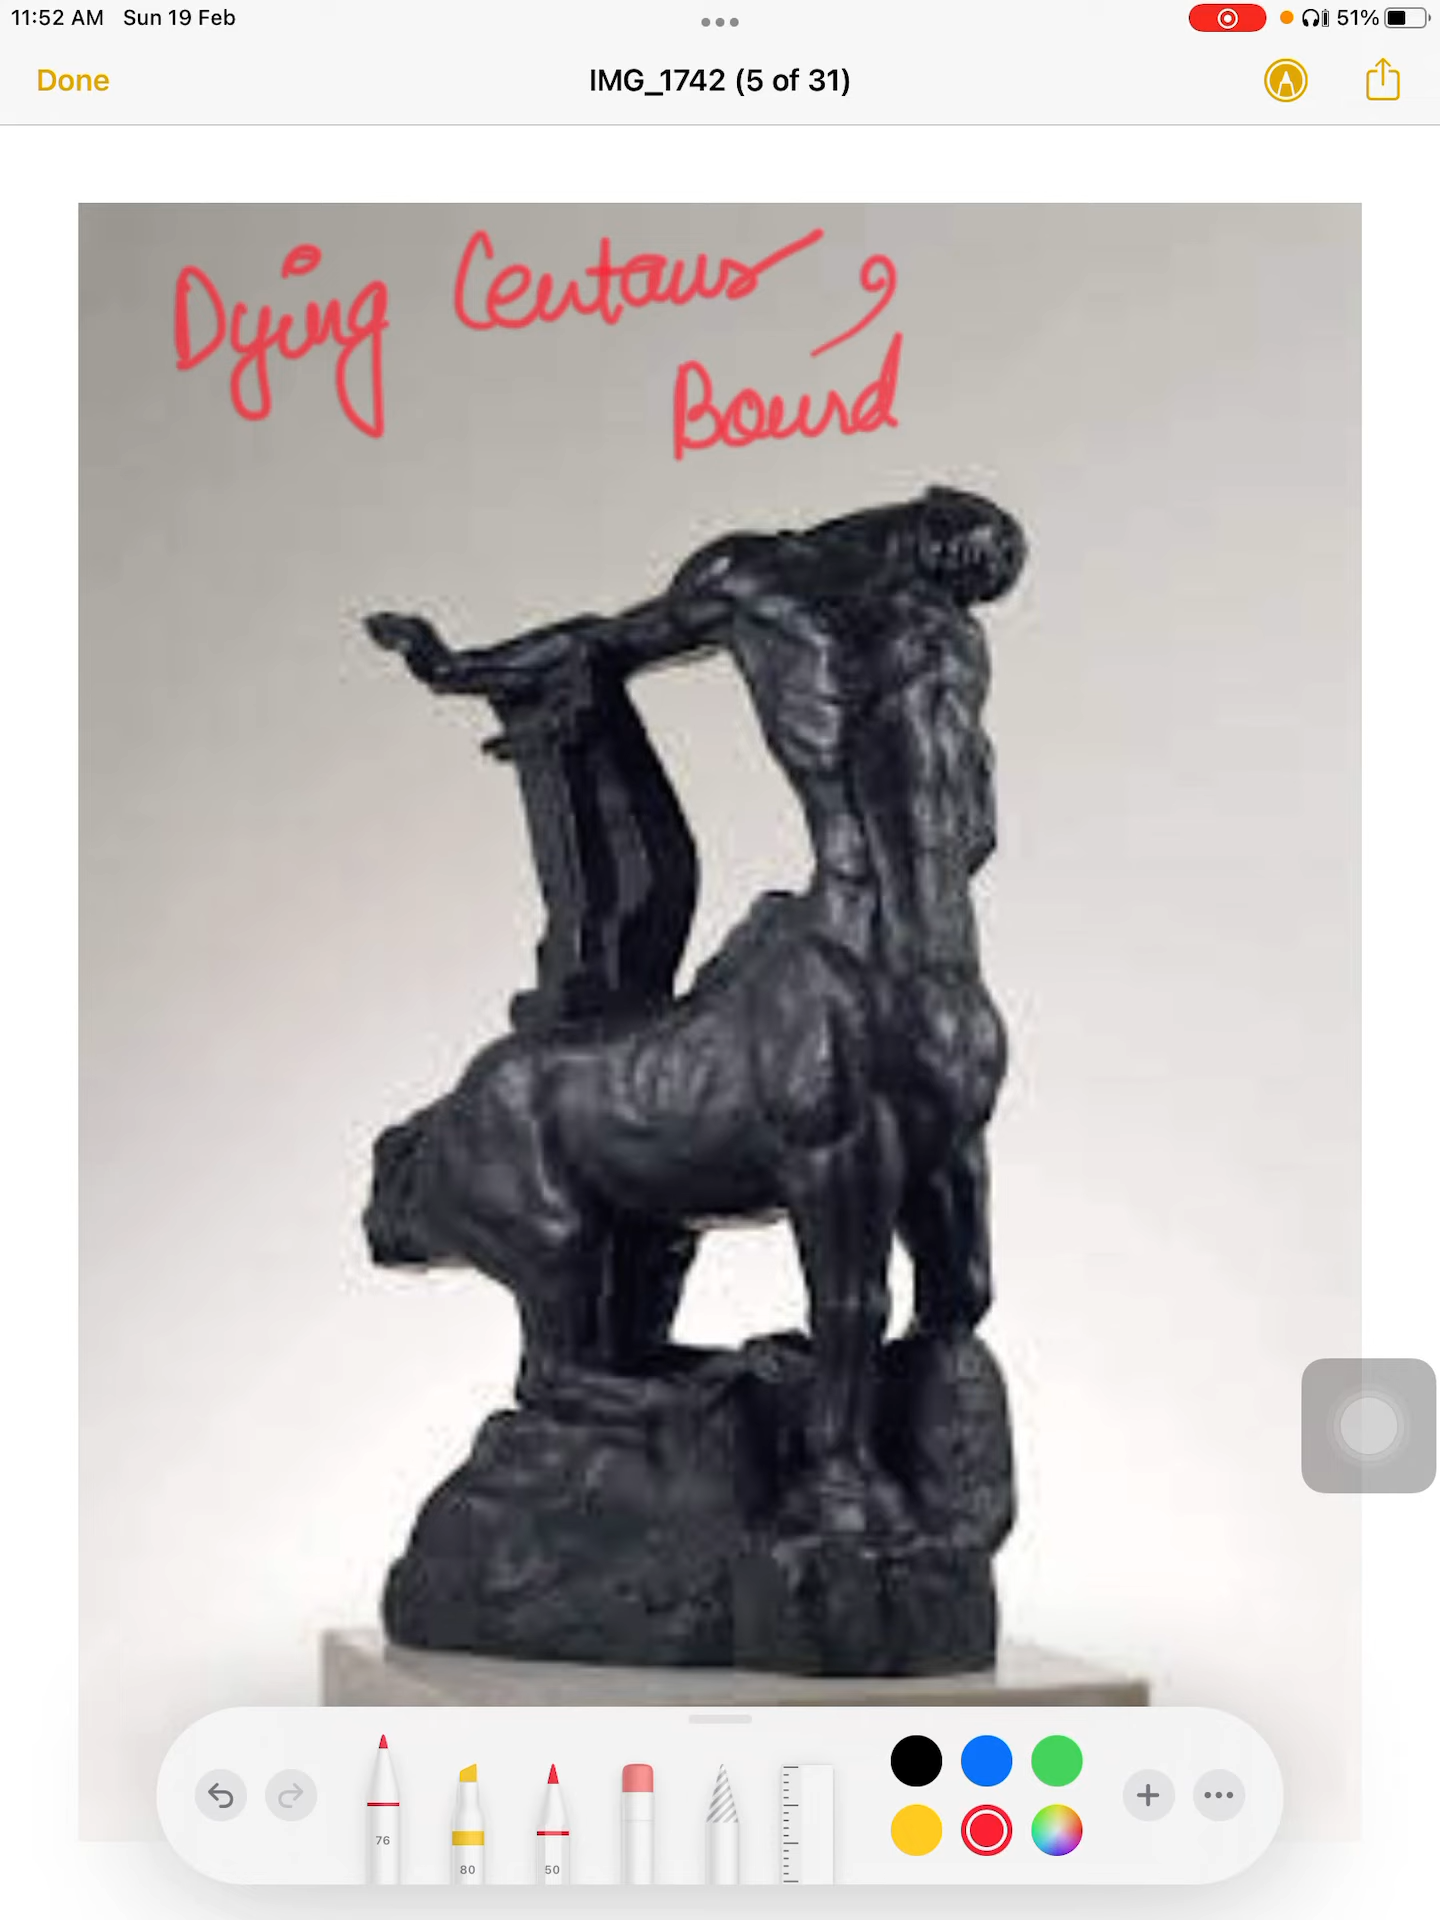 11:52 AM Sun 19 Feb
51%
Done
IMG_1742 (5 of 31)
Dying Centaur,
Bourd
76
80
50